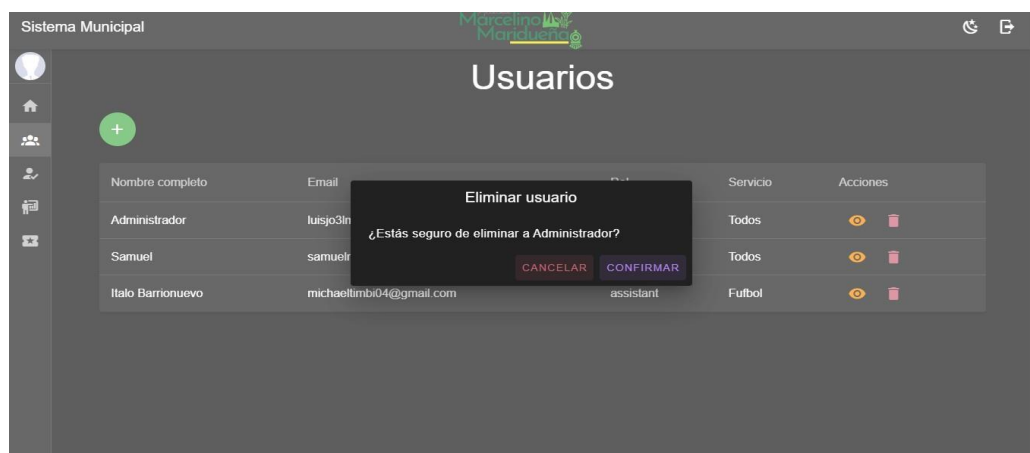 Sistema Municipal
Marcelino
Maridueña
Usuarios
+
Nombre completo Email Servicio Acciones
Eliminar usuario
Administrador luisjo3lm Todos
¿Estás seguro de eliminar a Administrador?
Samuel samuelr Todos
CANCELAR CONFIRMAR
Italo Barrionuevo michaeltimbi04@gmail.com assistant Futbol